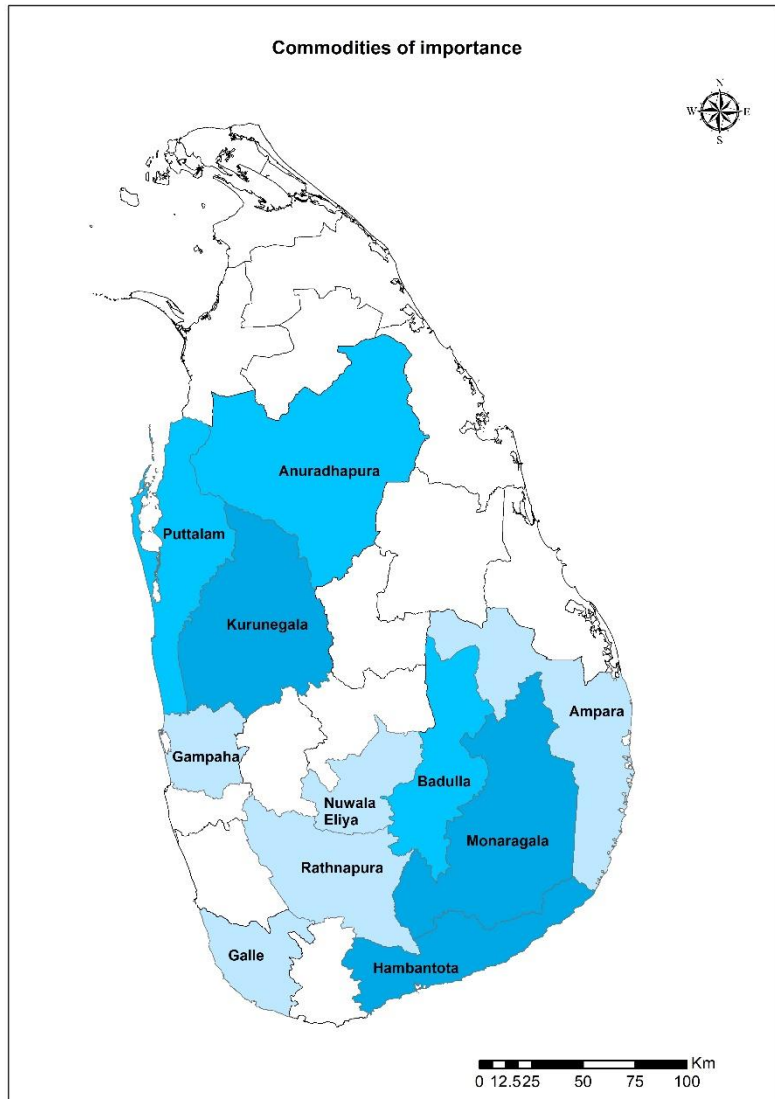 Commodities of importance
N
W E
S
Anuradhapura
Puttalam
Kurunegala
Ampara
Gampaha
Badulla
Nuwala
Eliya
Monaragala
Rathnapura
Galle
Hambantota
Km
0 12.525 50 75 100